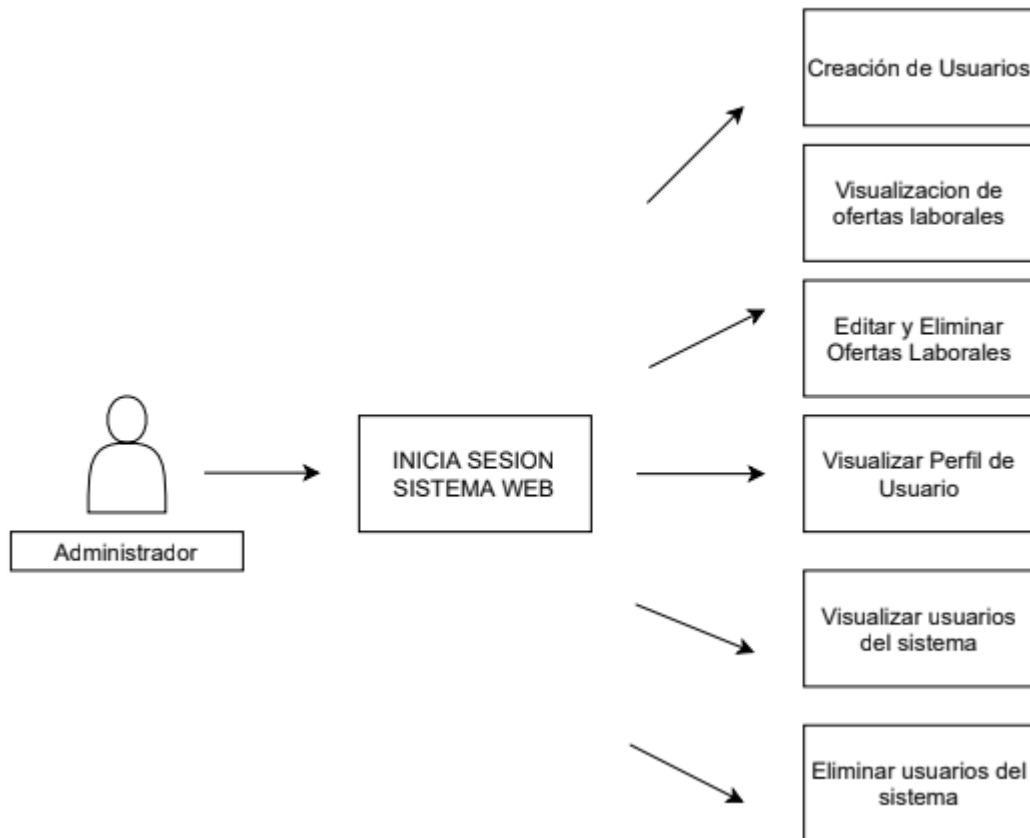 Creación de Usuarios
Visualizacion de
ofertas laborales
Editar y Eliminar
Ofertas Laborales
Administrador
INICIA SESION
SISTEMA WEB
Visualizar Perfil de
Usuario
Visualizar usuarios
del sistema
Eliminar usuarios del
sistema